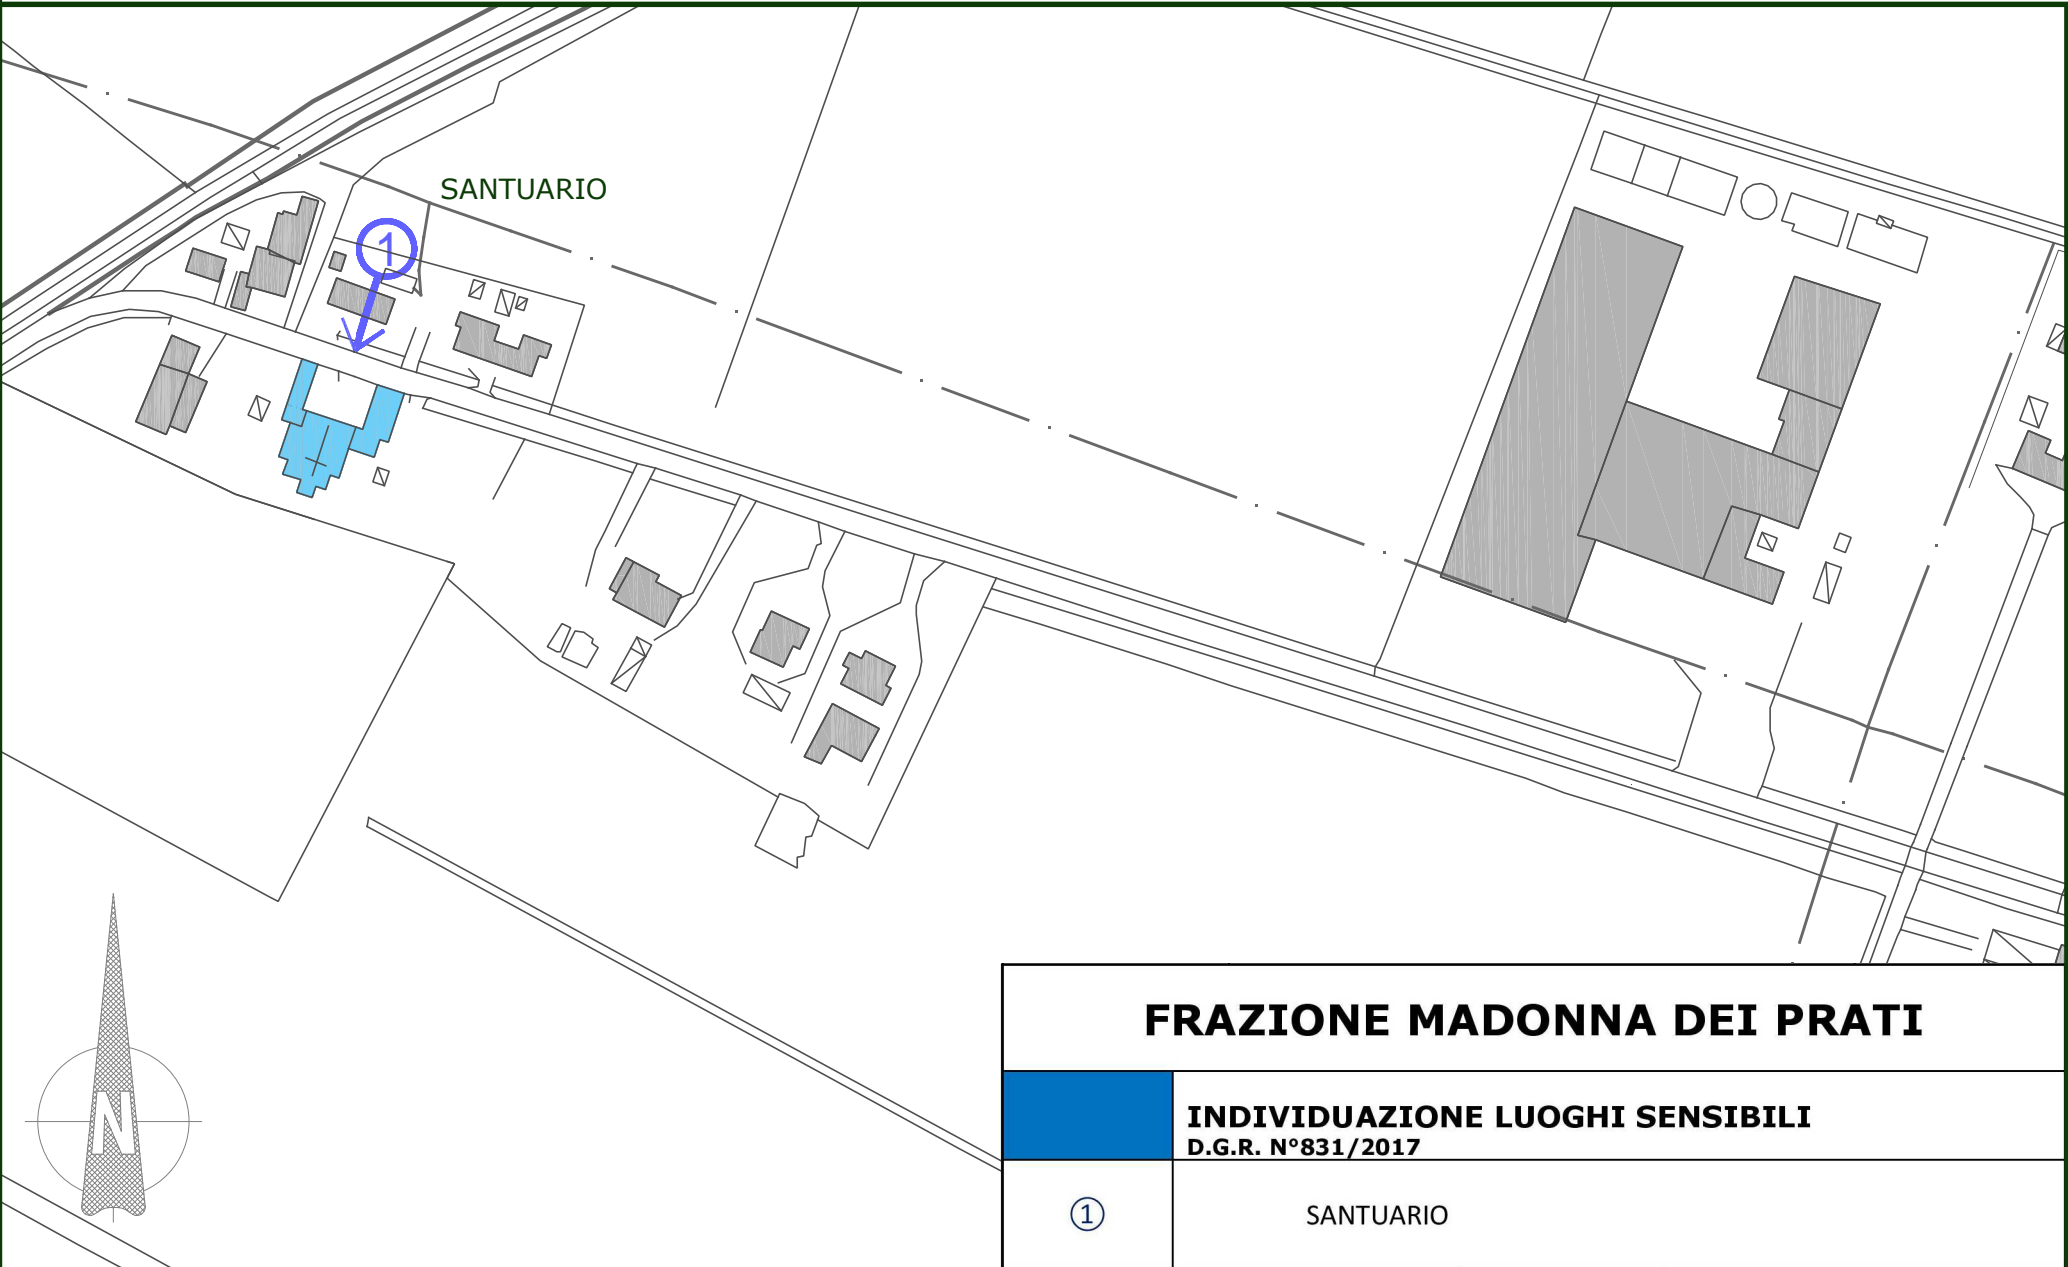 SANTUARIO
1
N
FRAZIONE MADONNA DEI PRATI
INDIVIDUAZIONE LUOGHI SENSIBILI
D.G.R. N°831/2017
① SANTUARIO